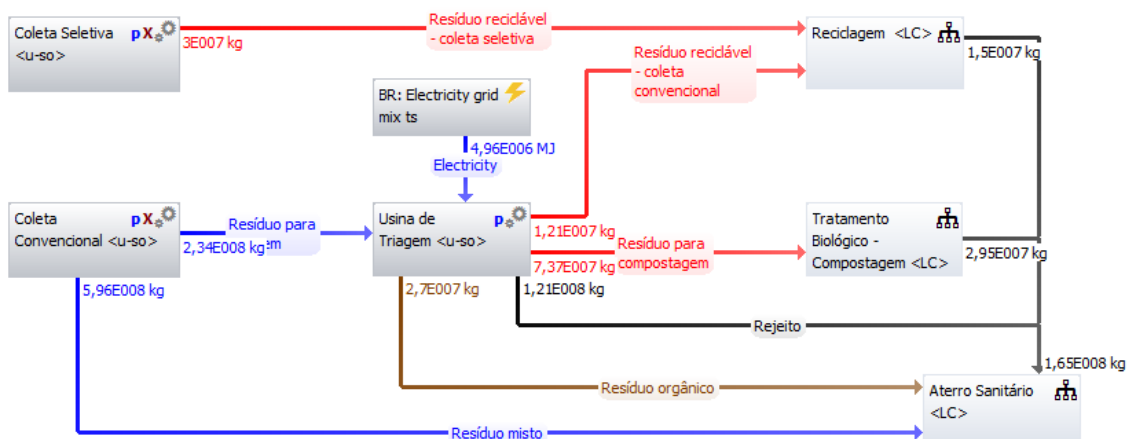 Coleta Seletiva
<u-so>
pX
3E007 kg
Resíduo reciclável
- coleta seletiva
Reciclagem <LC>
1,5E007 kg
Resíduo reciclável
- coleta
convencional
BR: Electricity grid
mix ts
4,96E006 MJ
Electricity
Coleta
Convencional <u-so>
pX
2,34E008 kg
Resíduo para
em
Usina de
Triagem <u-so>
p
1,21E007 kg
Resíduo para
compostagem
7,37E007 kg
Tratamento
Biológico -
Compostagem <LC>
2,95E007 kg
5,96E008 kg
2,7E007 kg
1,21E008 kg
Rejeito
1,65E008 kg
Resíduo orgânico
Aterro Sanitário
<LC>
Resíduo misto